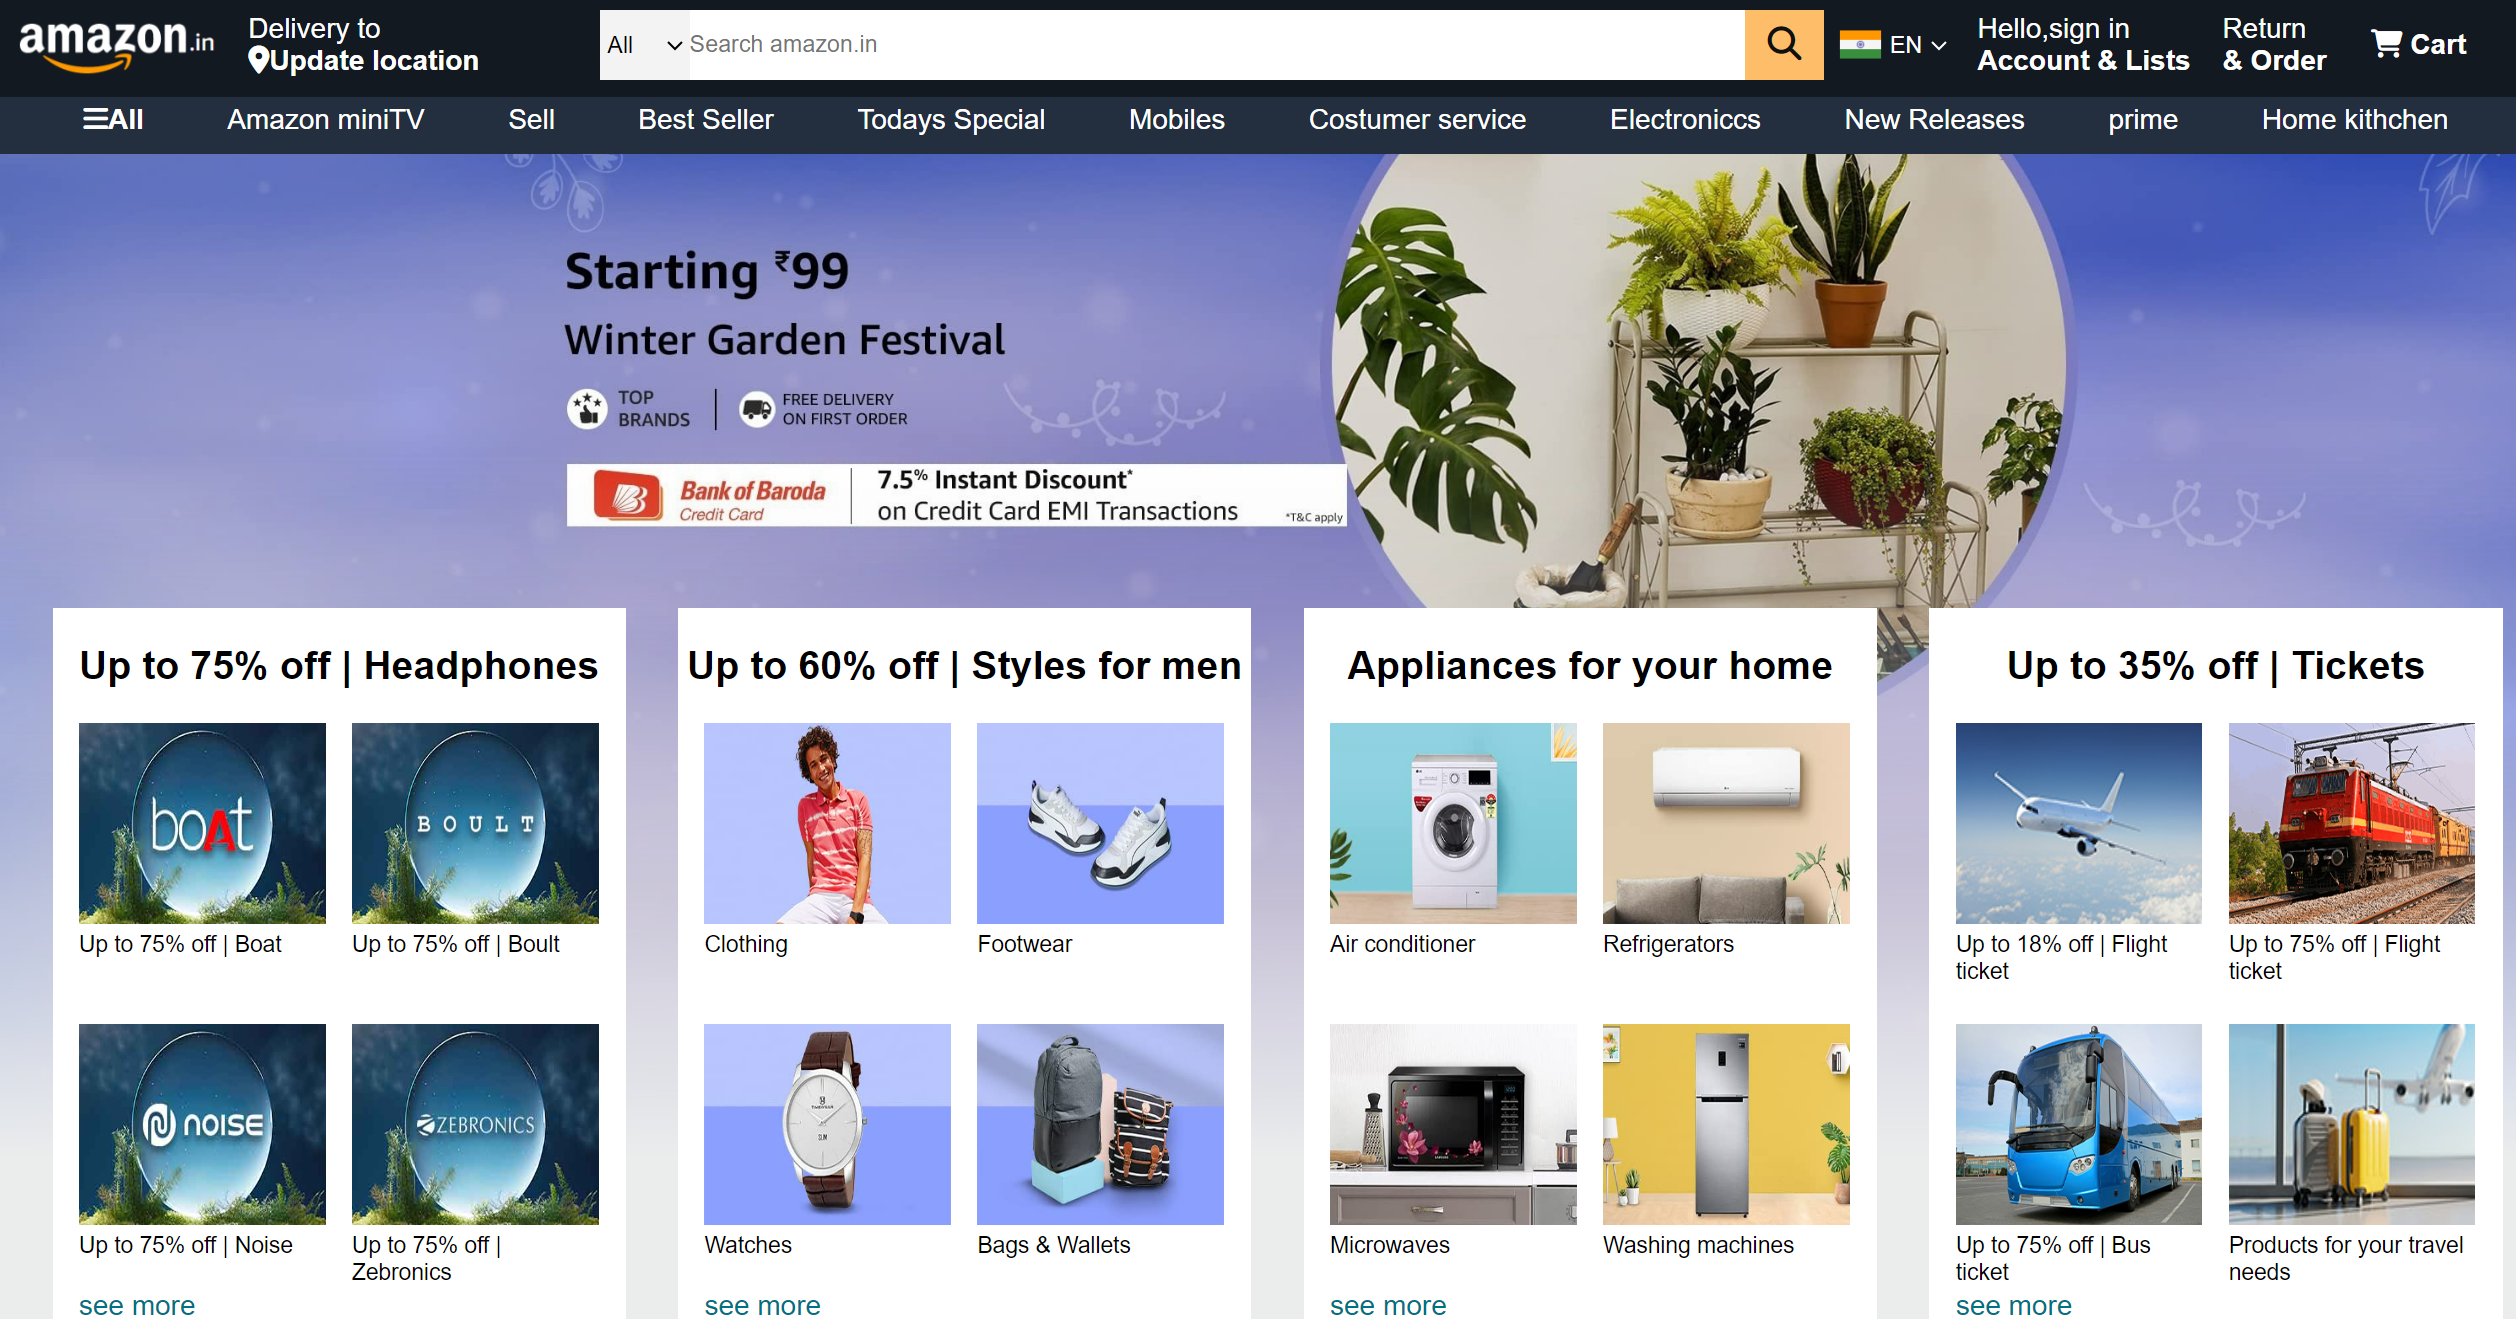 amazon.in
Delivery to
Update location
All
Search amazon.in
EN
Hello,sign in
Account & Lists
Return
& Order
Cart
All
Amazon miniTV
Sell
Best Seller
Todays Special
Mobiles
Costumer service
Electroniccs
New Releases
prime
Home kithchen
Starting ₹99
Winter Garden Festival
TOP
BRANDS
FREE DELIVERY
ON FIRST ORDER
Bank of Baroda
Credit Card
7.5% Instant Discount*
on Credit Card EMI Transactions
*T&C apply
Up to 75% off | Headphones
boAt
BOULT
Up to 75% off | Boat
Up to 75% off | Boult
NOISE
ZEBRONICS
Up to 75% off | Noise
Up to 75% off |
Zebronics
see more
Up to 60% off | Styles for men
Clothing
Footwear
SLIM
Watches
Bags & Wallets
see more
Appliances for your home
Air conditioner
Refrigerators
Microwaves
Washing machines
see more
Up to 35% off | Tickets
Up to 18% off | Flight
ticket
Up to 75% off | Flight
ticket
Up to 75% off | Bus
ticket
Products for your travel
needs
see more